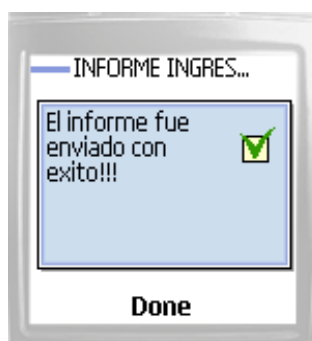 INFORME INGRES...
El informe fue
enviado con
exito!!!
Done